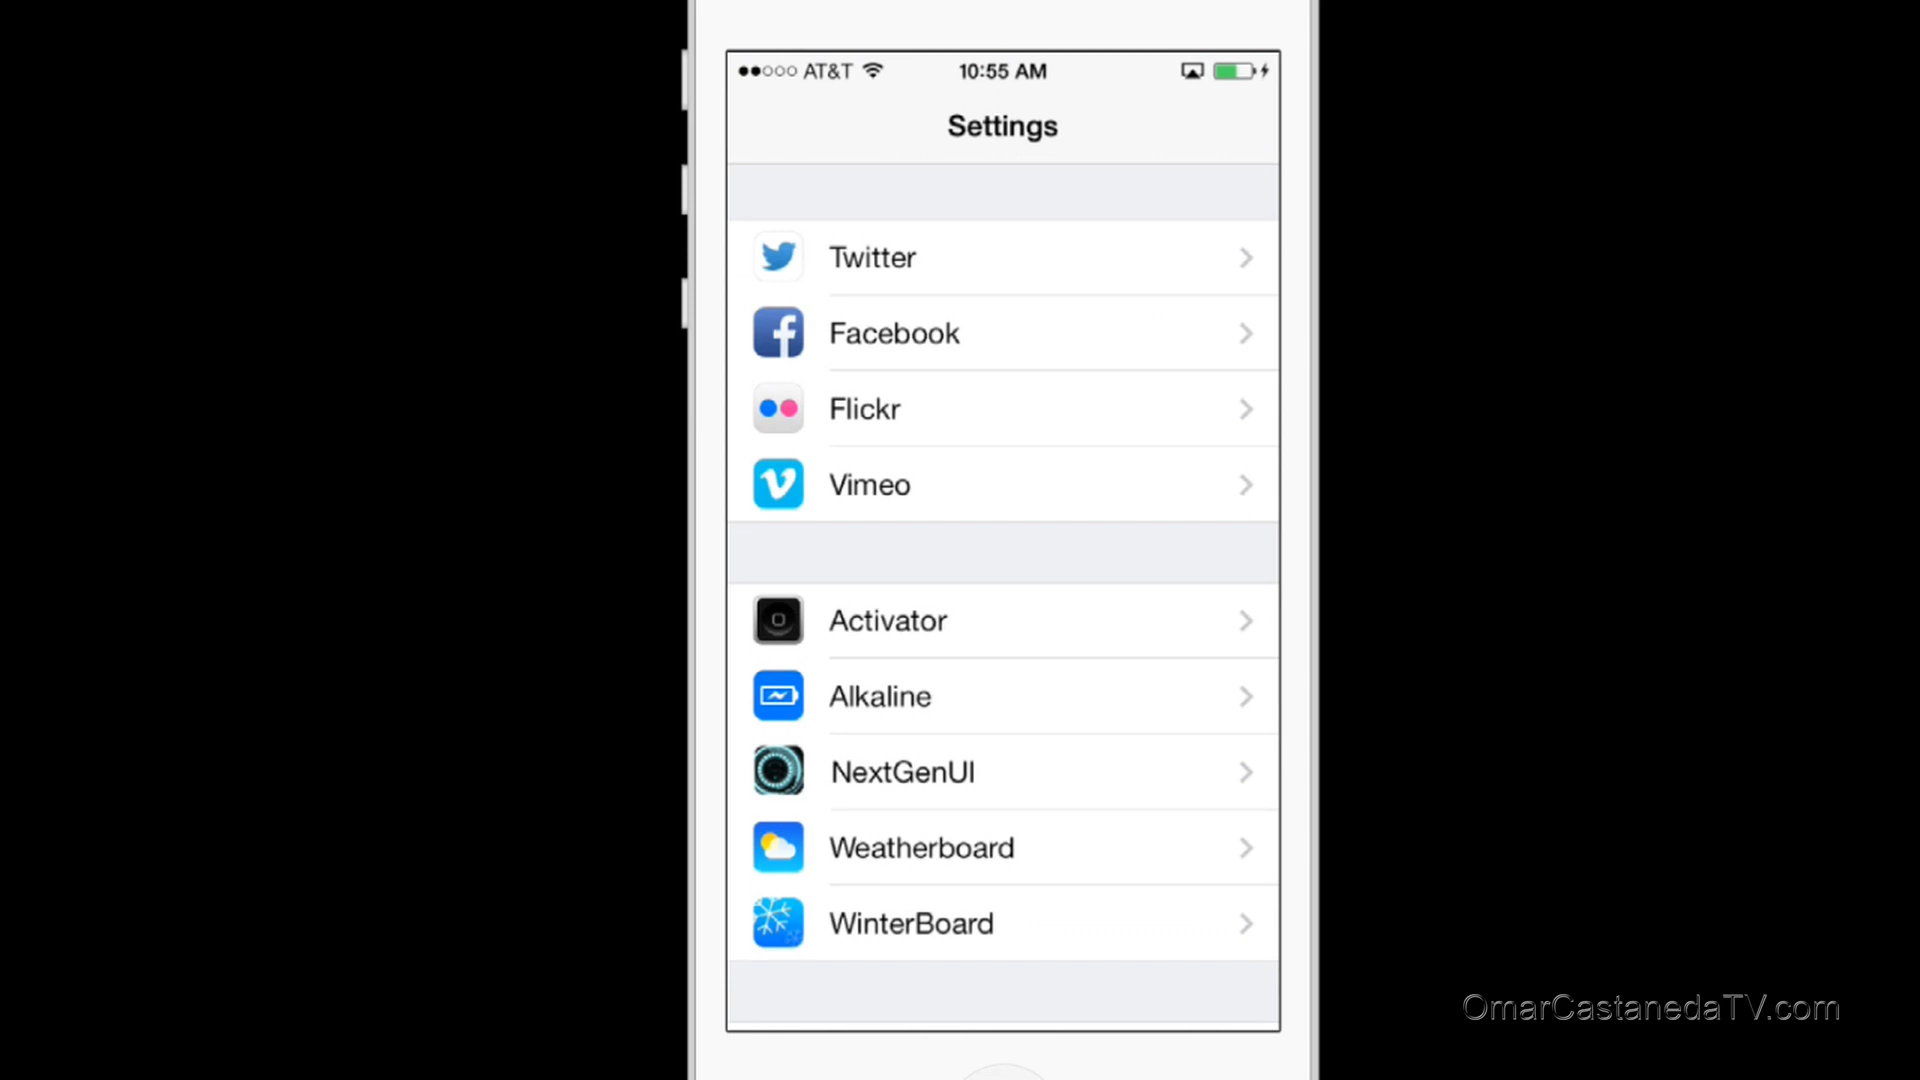 AT&T 10:55 AM
Settings
Twitter
Facebook
Flickr
Vimeo
Activator
Alkaline
NextGenUI
Weatherboard
WinterBoard
OmarCastanedaTV.com